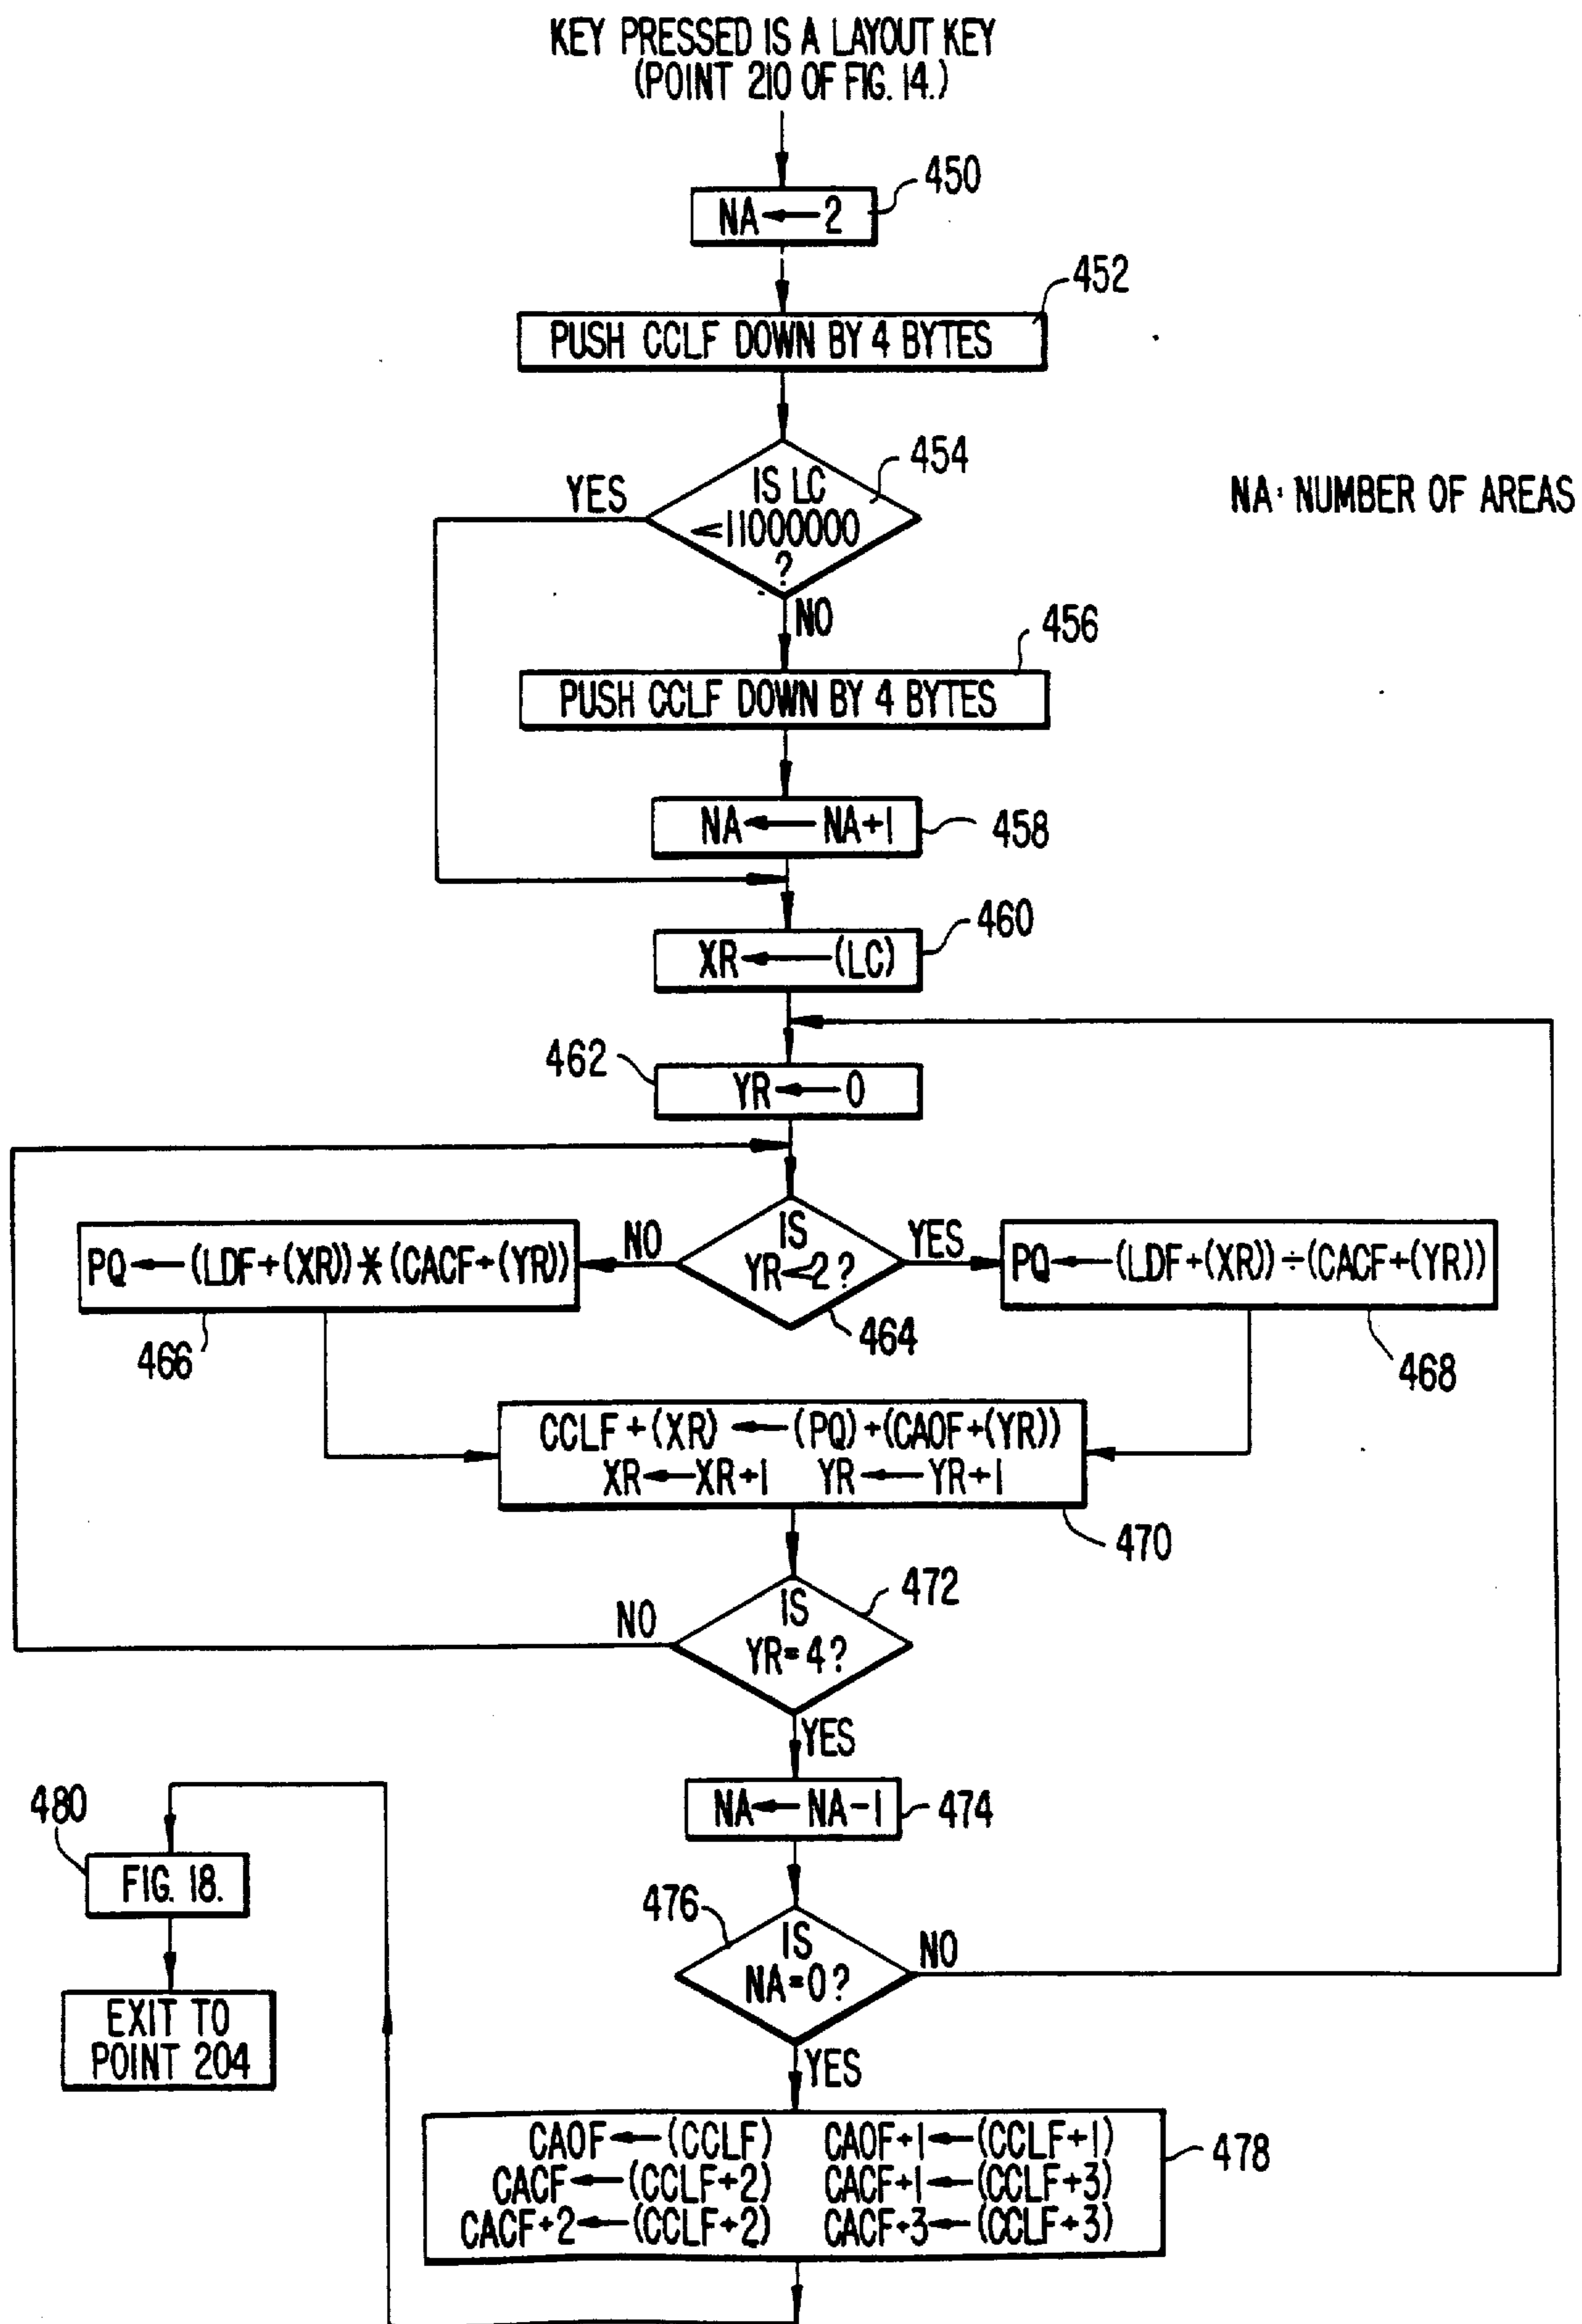 KEY PRESSED IS A LAYOUT KEY
(POINT 210 OF FIG. 14.)
450
NA ← 2
452
PUSH CCLF DOWN BY 4 BYTES
454
YES
IS LC
<11000000
?
NA: NUMBER OF AREAS
NO
456
PUSH CCLF DOWN BY 4 BYTES
NA ← NA+1
458
460
XR ← (LC)
462
YR ← 0
PQ ← (LDF+(XR)) * (CACF+(YR))
NO
IS
YR<2?
YES
PQ ← (LDF+(XR)) ÷ (CACF+(YR))
466
464
468
CCLF+(XR) ← (PQ)+(CAOF+(YR))
XR ← XR+1 YR ← YR+1
470
472
NO
IS
YR=4?
YES
NA ← NA-1
474
480
FIG. 18.
476
IS
NA=0?
NO
EXIT TO
POINT 204
YES
CAOF ← (CCLF) CAOF+1 ← (CCLF+1)
CACF ← (CCLF+2) CACF+1 ← (CCLF+3)
CACF+2 ← (CCLF+2) CACF+3 ← (CCLF+3)
478